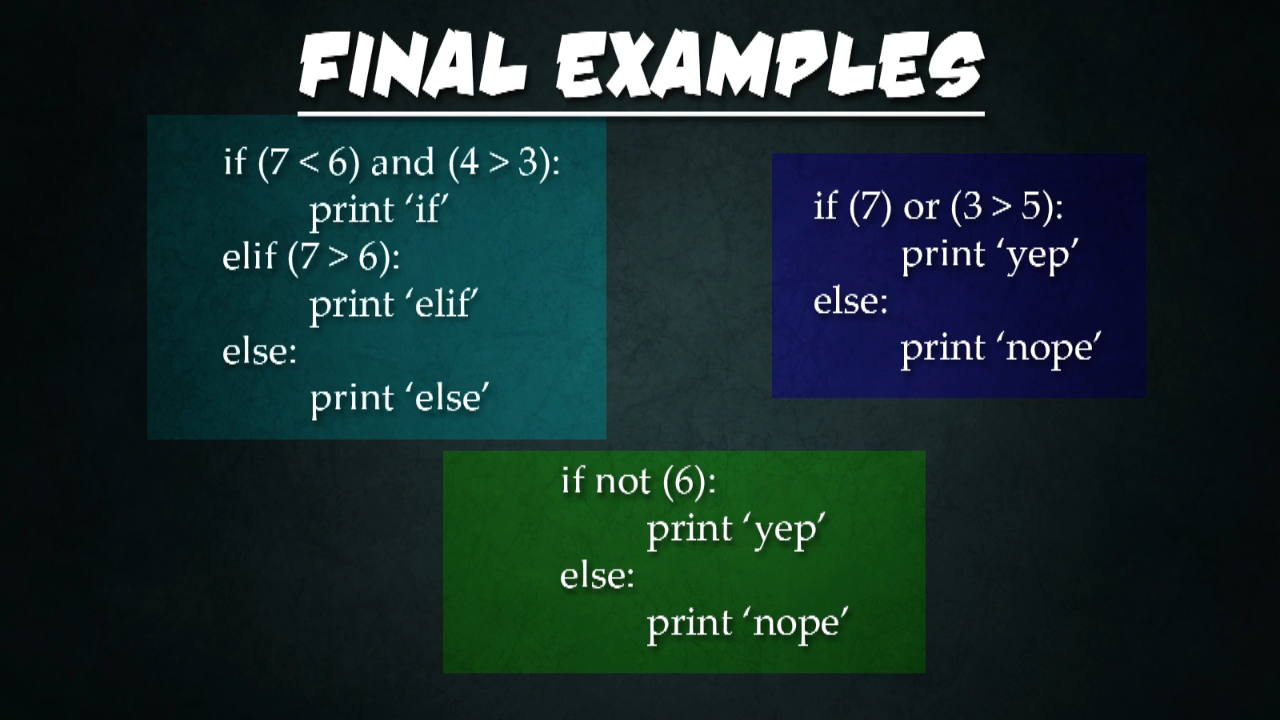 FINAL EXAMPLES
if (7 < 6) and (4 > 3):
print ‘if’
elif (7 > 6):
print ‘elif’
else:
print ‘else’
if (7) or (3 > 5):
print ‘yep’
else:
print ‘nope’
if not (6):
print ‘yep’
else:
print ‘nope’